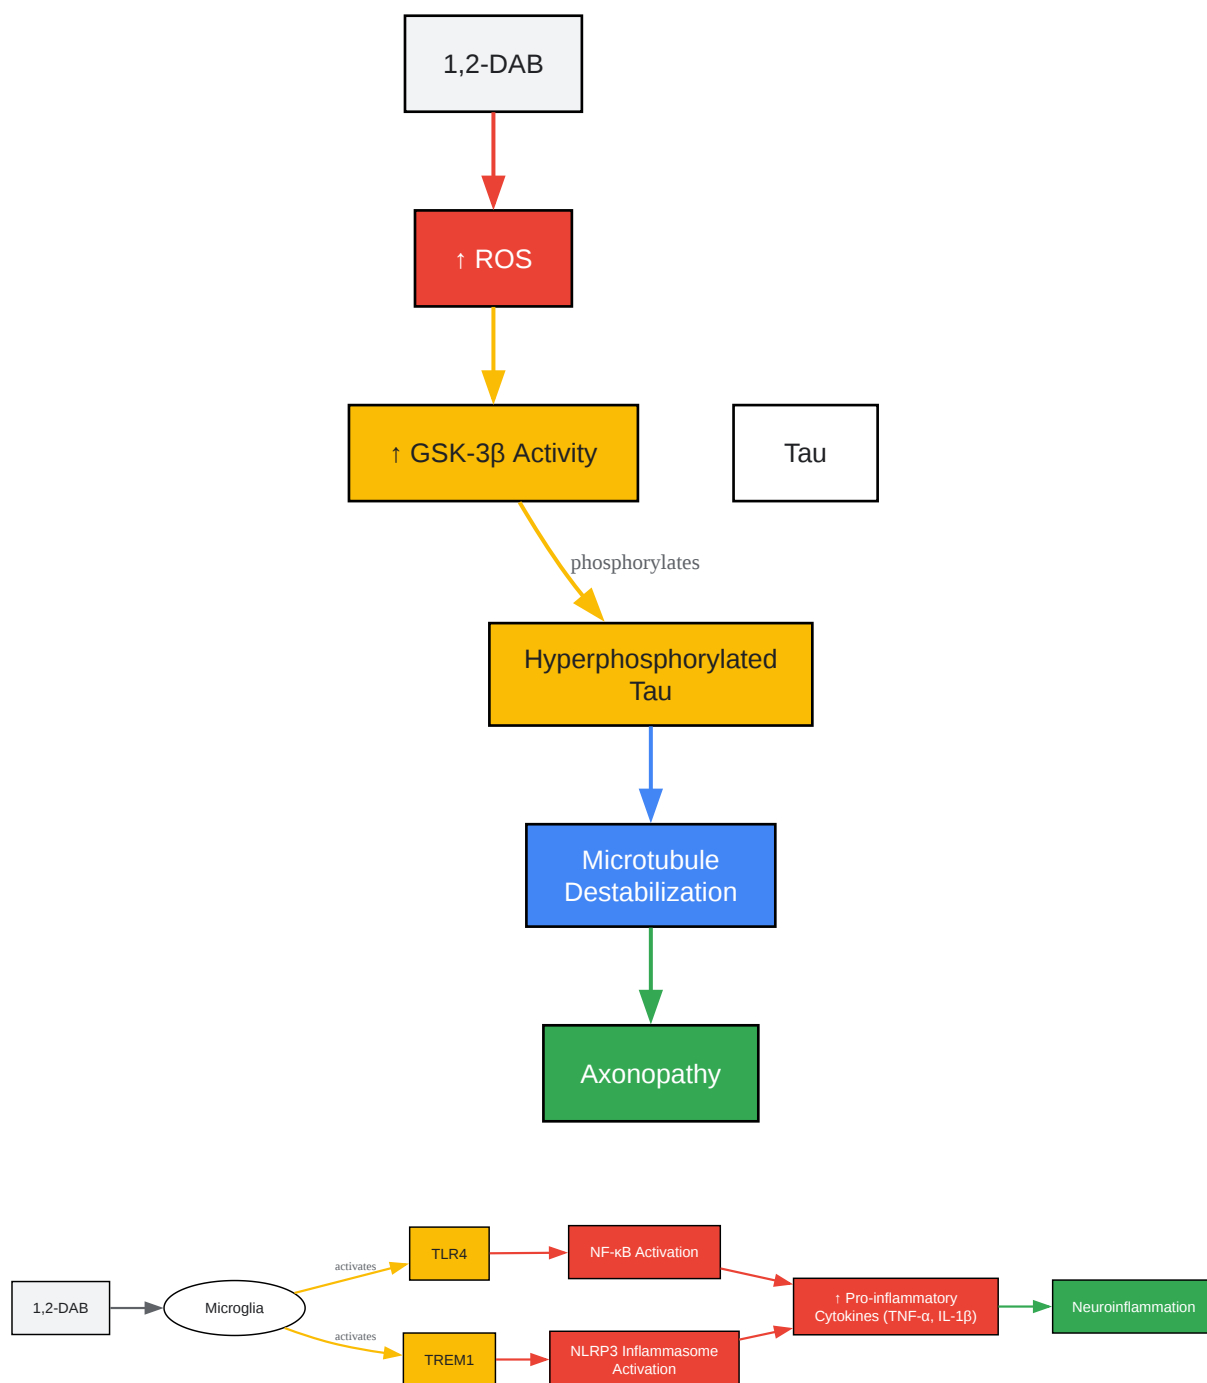 1,2-DAB
↑ ROS
↑ GSK-3β Activity
Tau
phosphorylates
Hyperphosphorylated
Tau
Microtubule
Destabilization
Axonopathy
1,2-DAB
Microglia
activates
activates
TLR4
TREM1
NF-κB Activation
NLRP3 Inflammasome
Activation
↑ Pro-inflammatory
Cytokines (TNF-α, IL-1β)
Neuroinflammation